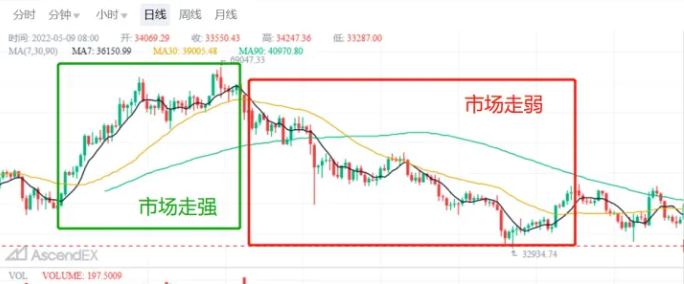 分时 分钟 小时 日线 周线 月线
时间: 2022-05-09 08:00 开: 34069.29 收: 33550.43 高: 34247.36 低: 33287.00
MA(7,30,90) MA7: 36150.99 MA30: 39005.48 MA90: 40970.80
69047.33
市场走弱
市场走强
32934.74
AscendEX
VOL VOLUME: 197.5009